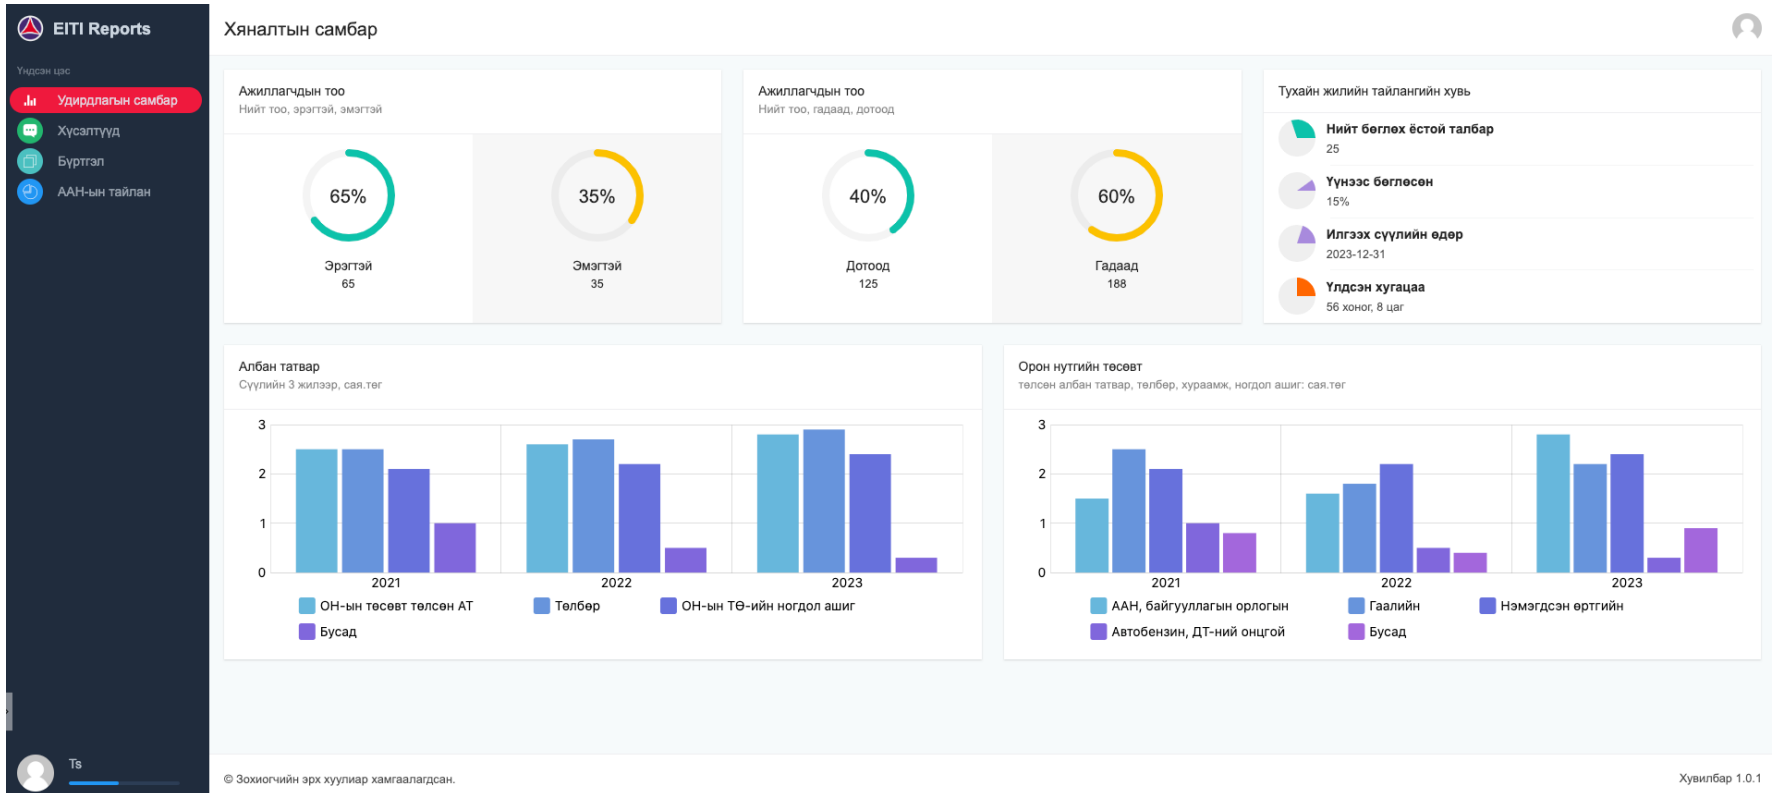 EITI Reports
Хяналтын самбар
Үндсэн цэс
Удирдлагын самбар
Хүсэлтүүд
Бүртгэл
ААН-ын тайлан
Ажиллагчдын тоо
Нийт тоо, эрэгтэй, эмэгтэй
65%
35%
Эрэгтэй
65
Эмэгтэй
35
Ажиллагчдын тоо
Нийт тоо, гадаад, дотоод
40%
60%
Дотоод
125
Гадаад
188
Тухайн жилийн тайлангийн хувь
Нийт бөглөх ёстой талбар
25
Үүнээс бөглөсөн
15%
Илгээх сүүлийн өдөр
2023-12-31
Үлдсэн хугацаа
56 хоног, 8 цаг
Албан татвар
Сүүлийн 3 жилээр, сая.төг
3
2
1
0
2021 2022 2023
ОН-ын төсөвт төлсөн АТ Төлбөр ОН-ын ТӨ-ийн ногдол ашиг
Бусад
Орон нутгийн төсөвт
төлсөн албан татвар, төлбөр, хураамж, ногдол ашиг: сая.төг
3
2
1
0
2021 2022 2023
ААН, байгууллагын орлогын Гаалийн Нэмэгдсэн өртгийн
Автобензин, ДТ-ний онцгой Бусад
Ts
© Зохиогчийн эрх хуулиар хамгаалагдсан.
Хувилбар 1.0.1